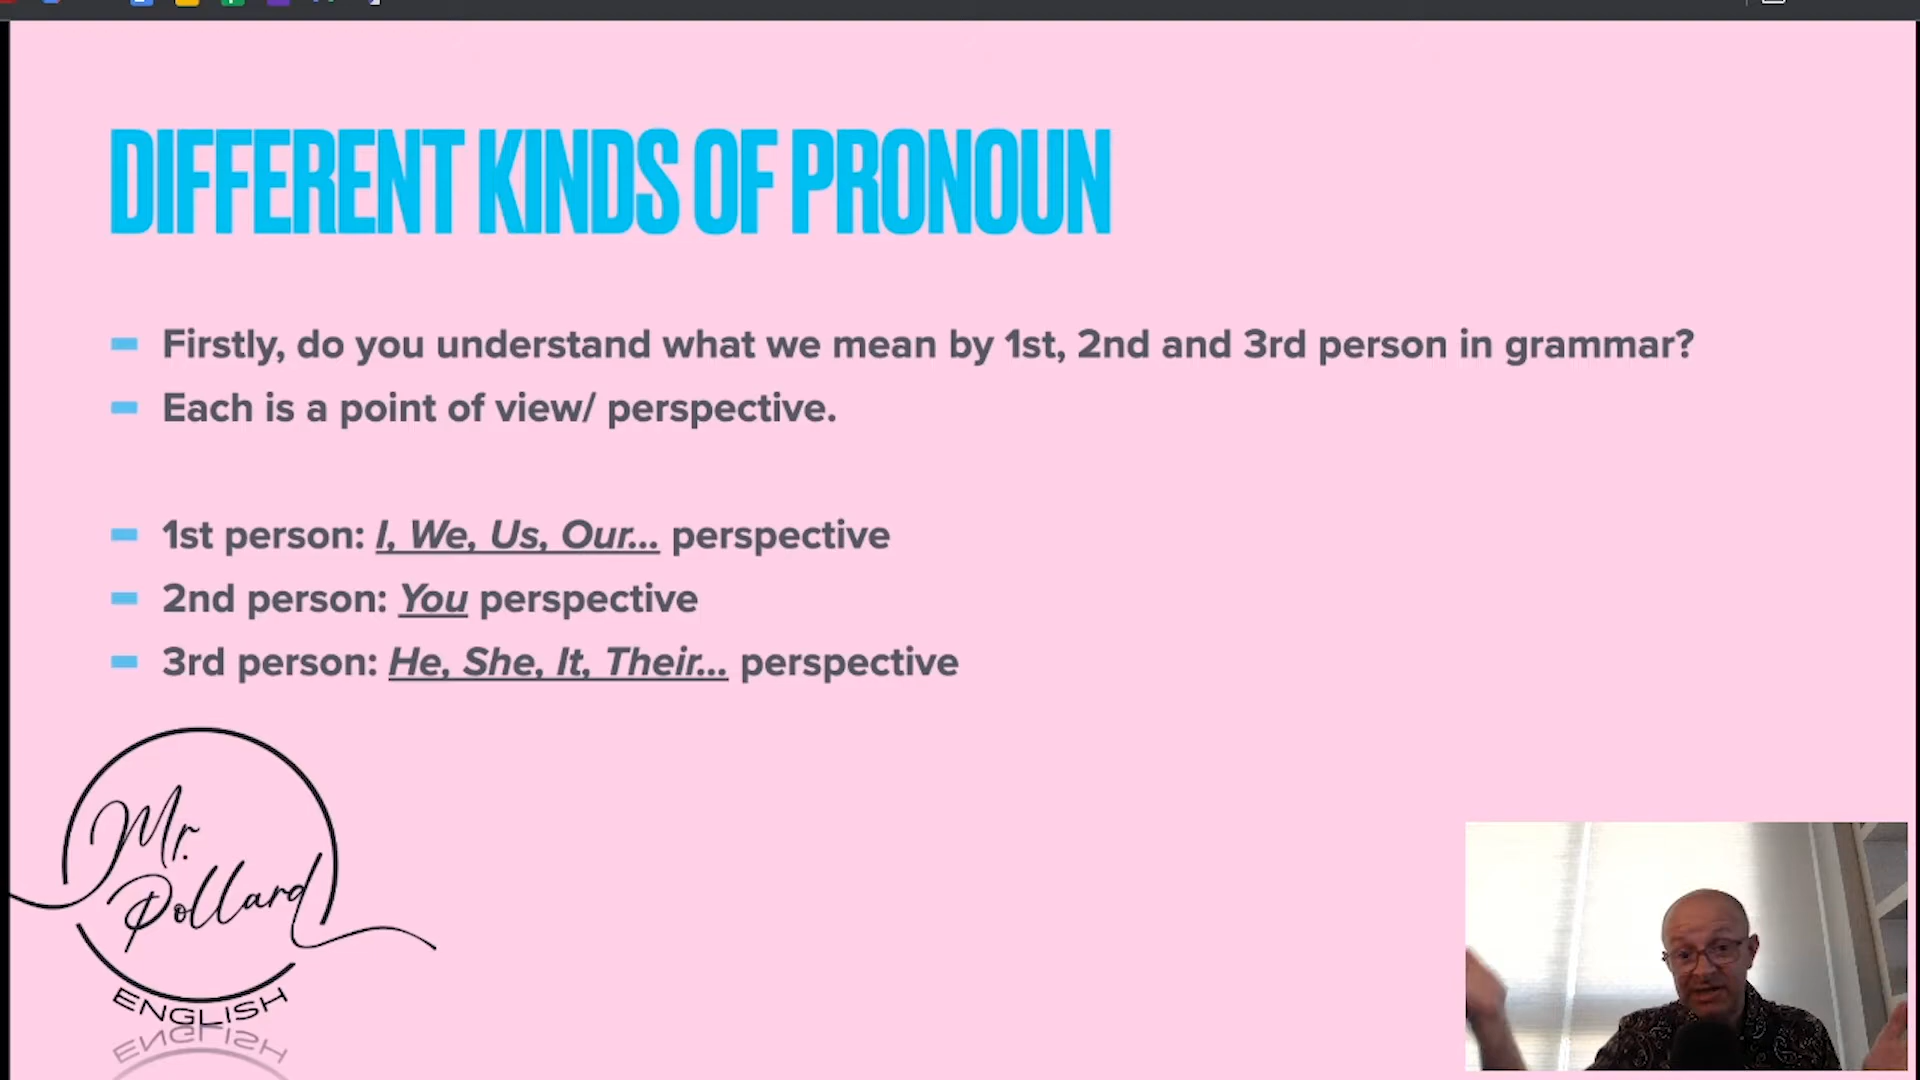 DIFFERENT KINDS OF PRONOUN
Firstly, do you understand what we mean by 1st, 2nd and 3rd person in grammar?
Each is a point of view/ perspective.
1st person: I, We, Us, Our... perspective
2nd person: You perspective
3rd person: He, She, It, Their... perspective
Mr.
Pollard
ENGLISH